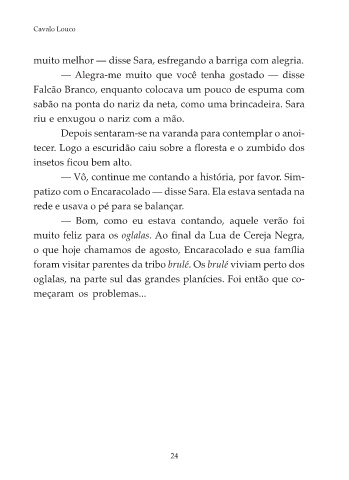 Cavalo Louco
muito melhor — disse Sara, esfregando a barriga com alegria.
— Alegra-me muito que você tenha gostado — disse
Falcão Branco, enquanto colocava um pouco de espuma com
sabão na ponta do nariz da neta, como uma brincadeira. Sara
riu e enxugou o nariz com a mão.
Depois sentaram-se na varanda para contemplar o anoi-
tecer. Logo a escuridão caiu sobre a floresta e o zumbido dos
insetos ficou bem alto.
— Vô, continue me contando a história, por favor. Sim-
patizo com o Encaracolado — disse Sara. Ela estava sentada na
rede e usava o pé para se balançar.
— Bom, como eu estava contando, aquele verão foi
muito feliz para os oglalas. Ao final da Lua de Cereja Negra,
o que hoje chamamos de agosto, Encaracolado e sua família
foram visitar parentes da tribo brulé. Os brulé viviam perto dos
oglalas, na parte sul das grandes planícies. Foi então que co-
meçaram os problemas...
24